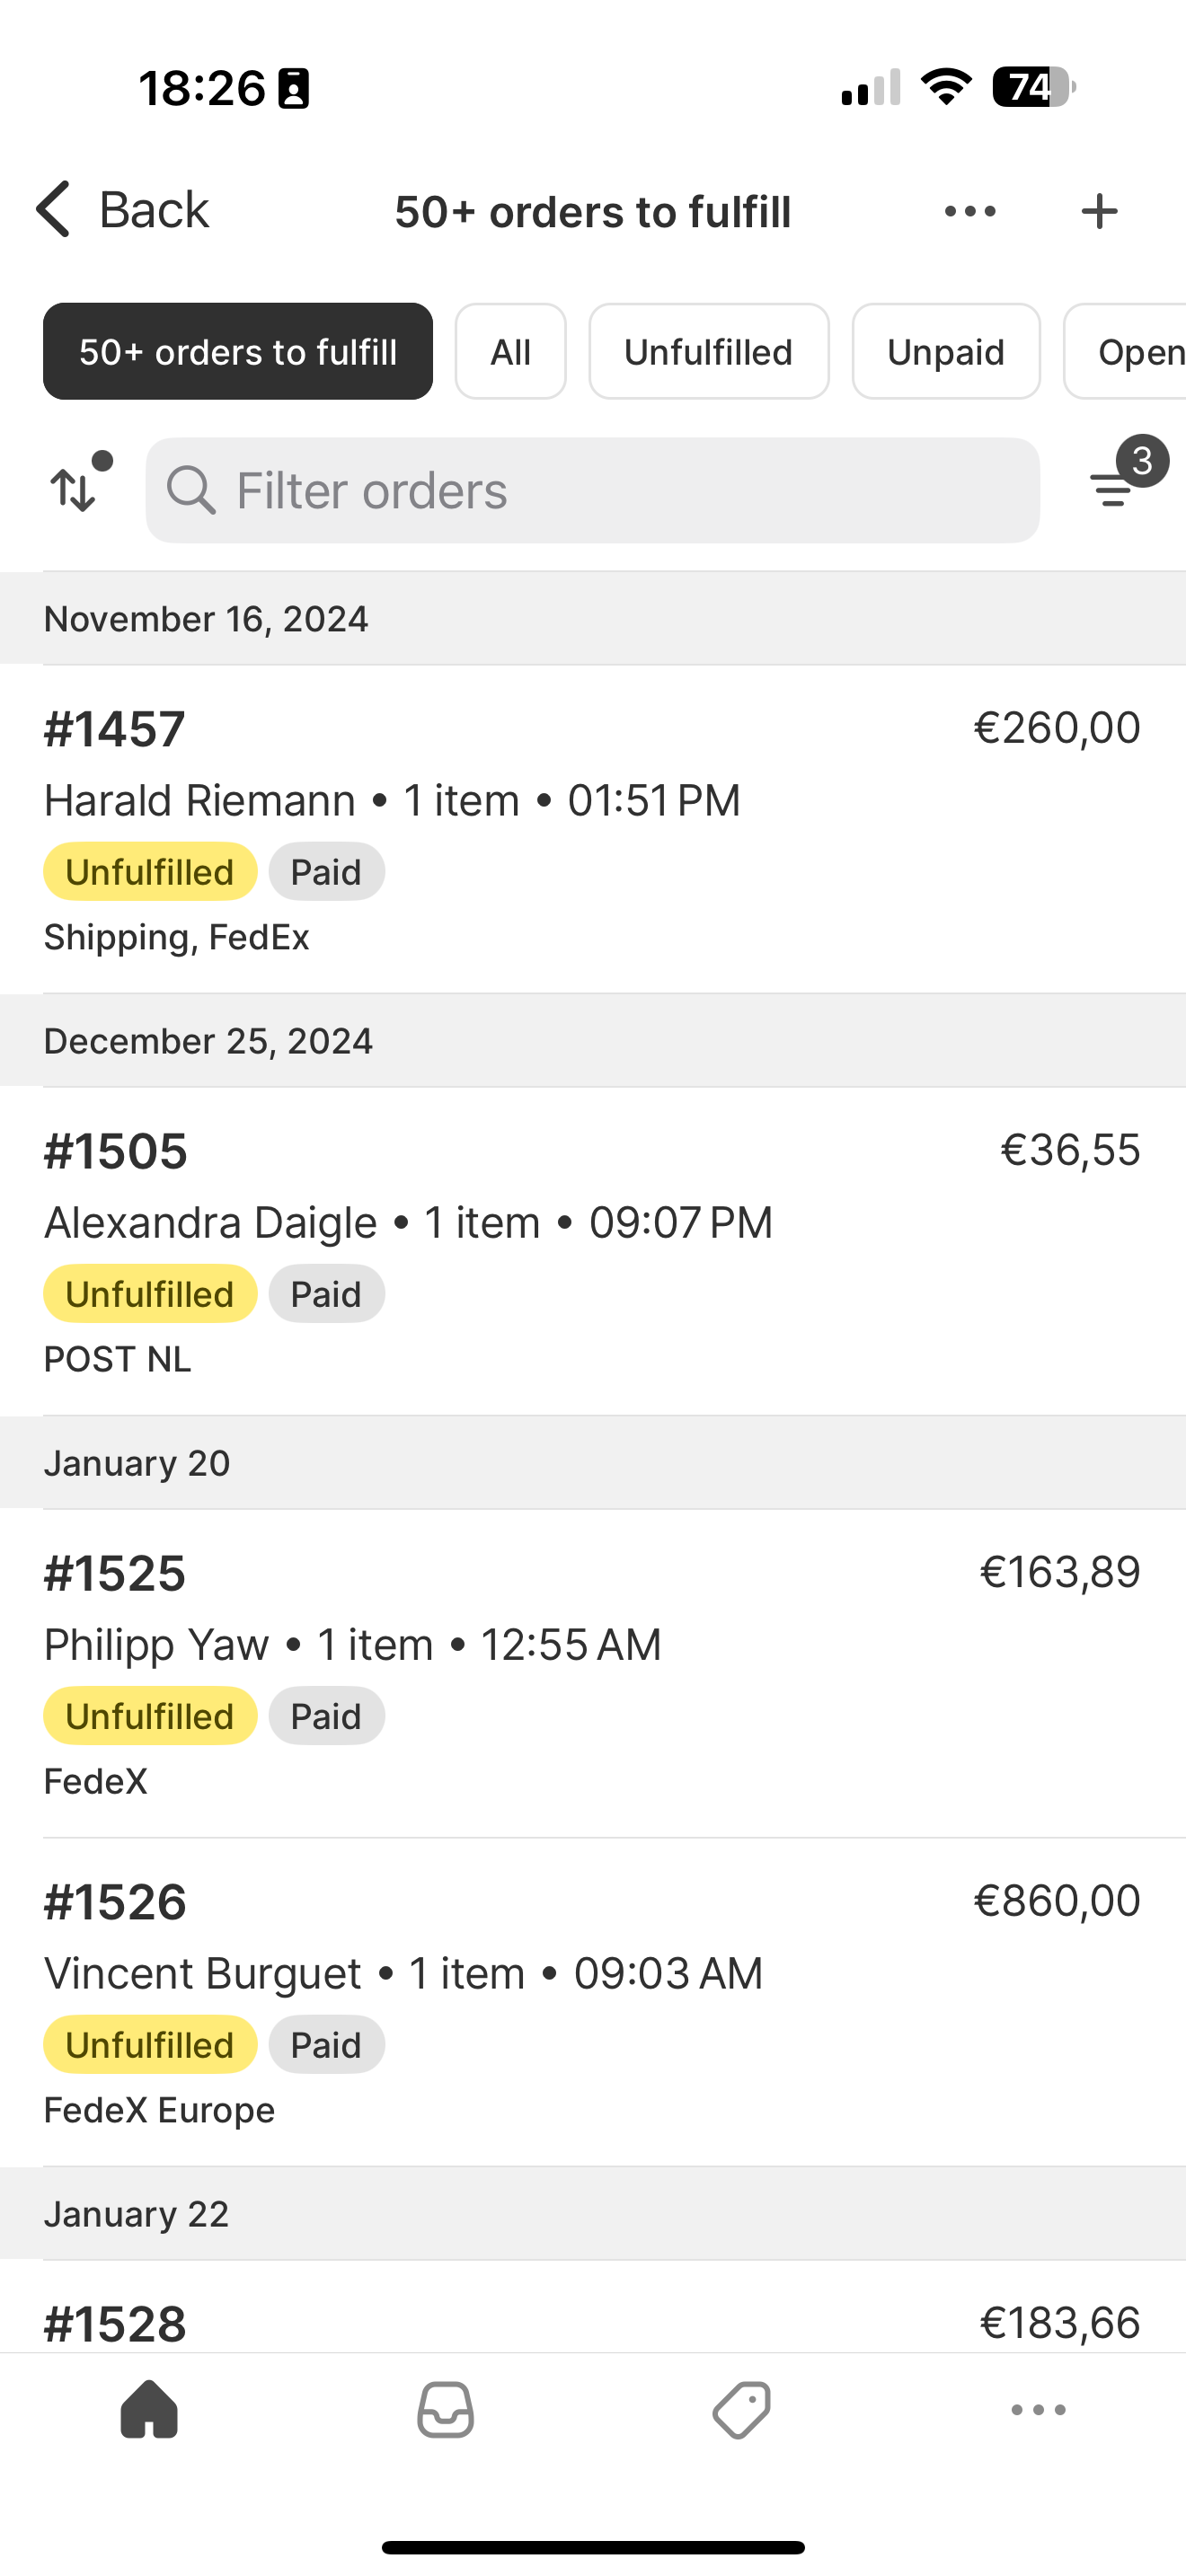 18:26
74
Back
50+ orders to fulfill
50+ orders to fulfill
All
Unfulfilled
Unpaid
Open
Filter orders
3
November 16, 2024
#1457
€260,00
Harald Riemann • 1 item • 01:51 PM
Unfulfilled
Paid
Shipping, FedEx
December 25, 2024
#1505
€36,55
Alexandra Daigle • 1 item • 09:07 PM
Unfulfilled
Paid
POST NL
January 20
#1525
€163,89
Philipp Yaw • 1 item • 12:55 AM
Unfulfilled
Paid
FedeX
#1526
€860,00
Vincent Burguet • 1 item • 09:03 AM
Unfulfilled
Paid
FedeX Europe
January 22
#1528
€183,66